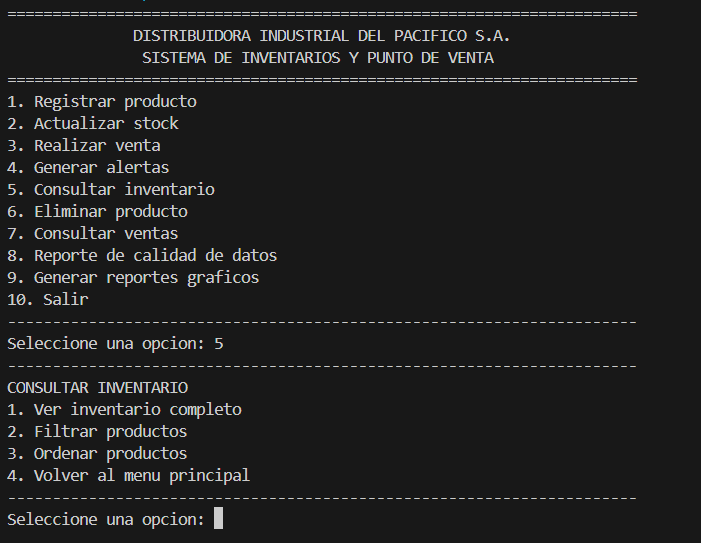 ======================================================================
DISTRIBUIDORA INDUSTRIAL DEL PACIFICO S.A.
SISTEMA DE INVENTARIOS Y PUNTO DE VENTA
======================================================================
1. Registrar producto
2. Actualizar stock
3. Realizar venta
4. Generar alertas
5. Consultar inventario
6. Eliminar producto
7. Consultar ventas
8. Reporte de calidad de datos
9. Generar reportes graficos
10. Salir
----------------------------------------------------------------------
Seleccione una opcion: 5
----------------------------------------------------------------------
CONSULTAR INVENTARIO
1. Ver inventario completo
2. Filtrar productos
3. Ordenar productos
4. Volver al menu principal
----------------------------------------------------------------------
Seleccione una opcion: